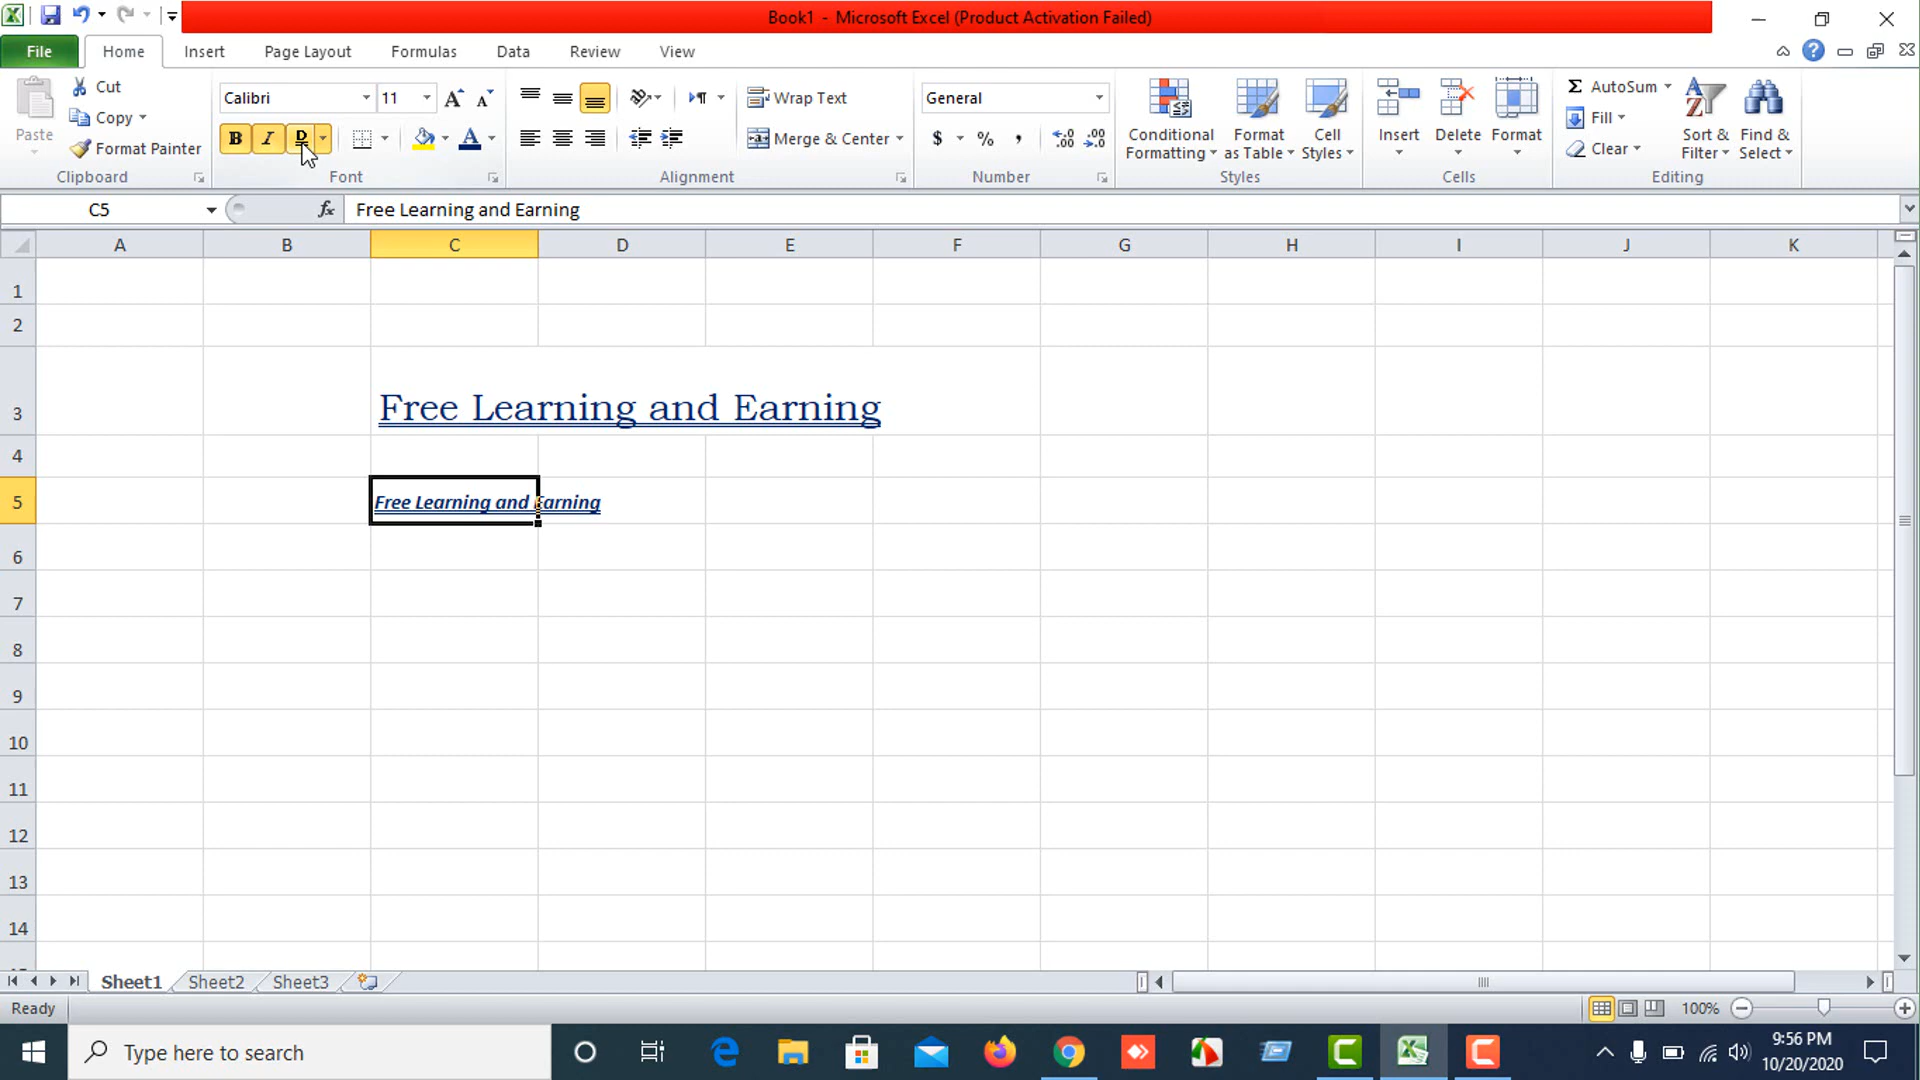 Book1 - Microsoft Excel (Product Activation Failed)
File Home Insert Page Layout Formulas Data Review View
Paste
Cut
Copy
Format Painter
Clipboard
Calibri 11
B I D A
Font
Wrap Text
Merge & Center
Alignment
General
$ % ,
Number
Conditional Formatting
Format as Table
Cell Styles
Styles
Insert Delete Format
Cells
Σ AutoSum
Fill
Clear
Sort & Filter
Find & Select
Editing
C5 fx Free Learning and Earning
A B C D E F G H I J K
1
2
3 Free Learning and Earning
4
5 Free Learning and Earning
6
7
8
9
10
11
12
13
14
Sheet1 Sheet2 Sheet3
Ready 100%
Type here to search
9:56 PM
10/20/2020